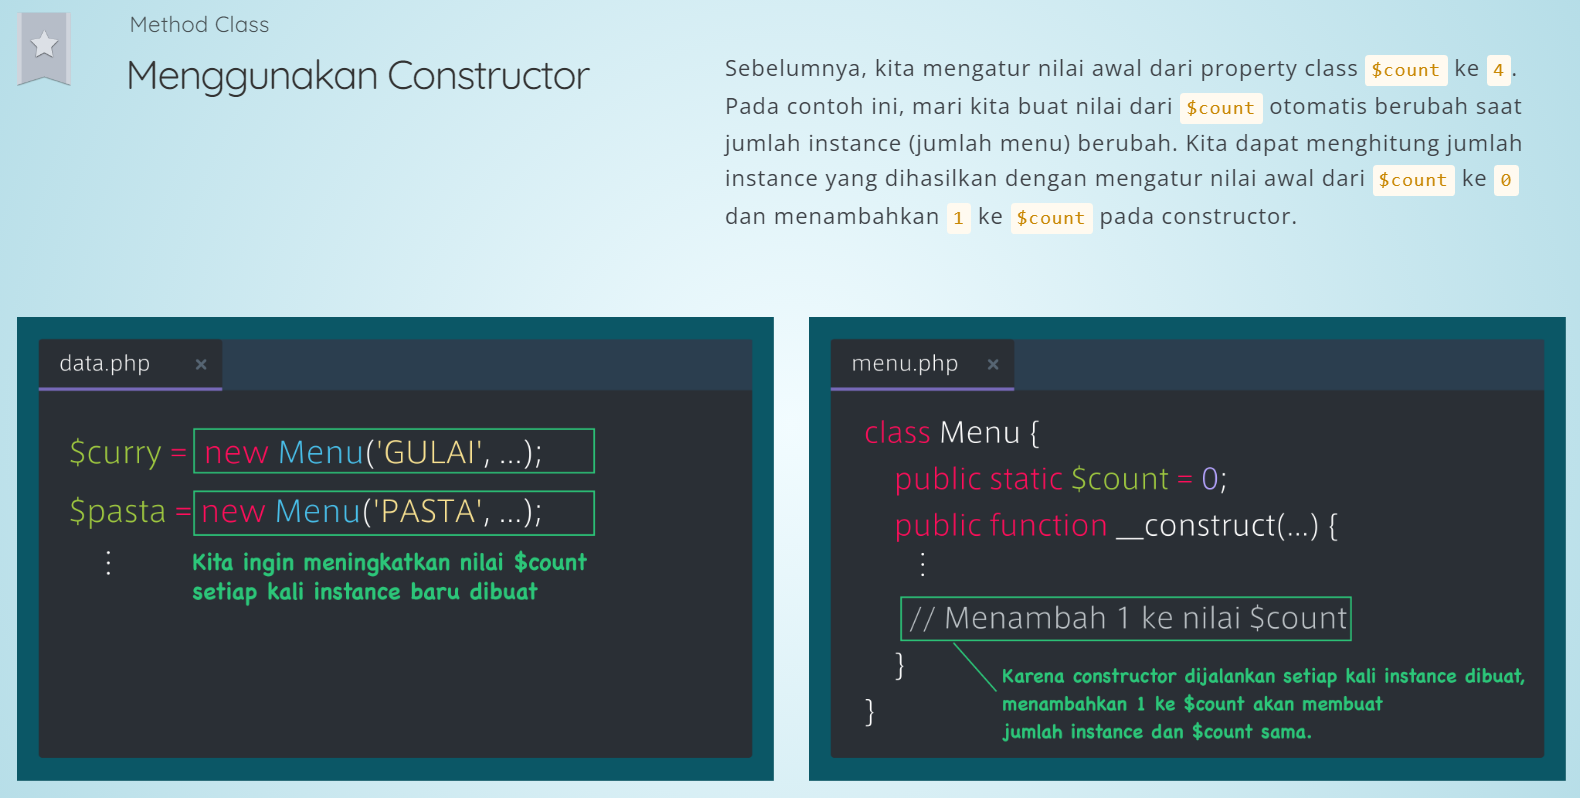 Method Class
Menggunakan Constructor
Sebelumnya, kita mengatur nilai awal dari property class $count ke 4.
Pada contoh ini, mari kita buat nilai dari $count otomatis berubah saat
jumlah instance (jumlah menu) berubah. Kita dapat menghitung jumlah
instance yang dihasilkan dengan mengatur nilai awal dari $count ke 0
dan menambahkan 1 ke $count pada constructor.
data.php ×
$curry = new Menu('GULAI', ...);
$pasta = new Menu('PASTA', ...);
⋮
Kita ingin meningkatkan nilai $count
setiap kali instance baru dibuat
menu.php ×
class Menu {
public static $count = 0;
public function __construct(...) {
⋮
// Menambah 1 ke nilai $count
}
Karena constructor dijalankan setiap kali instance dibuat,
menambahkan 1 ke $count akan membuat
jumlah instance dan $count sama.
}